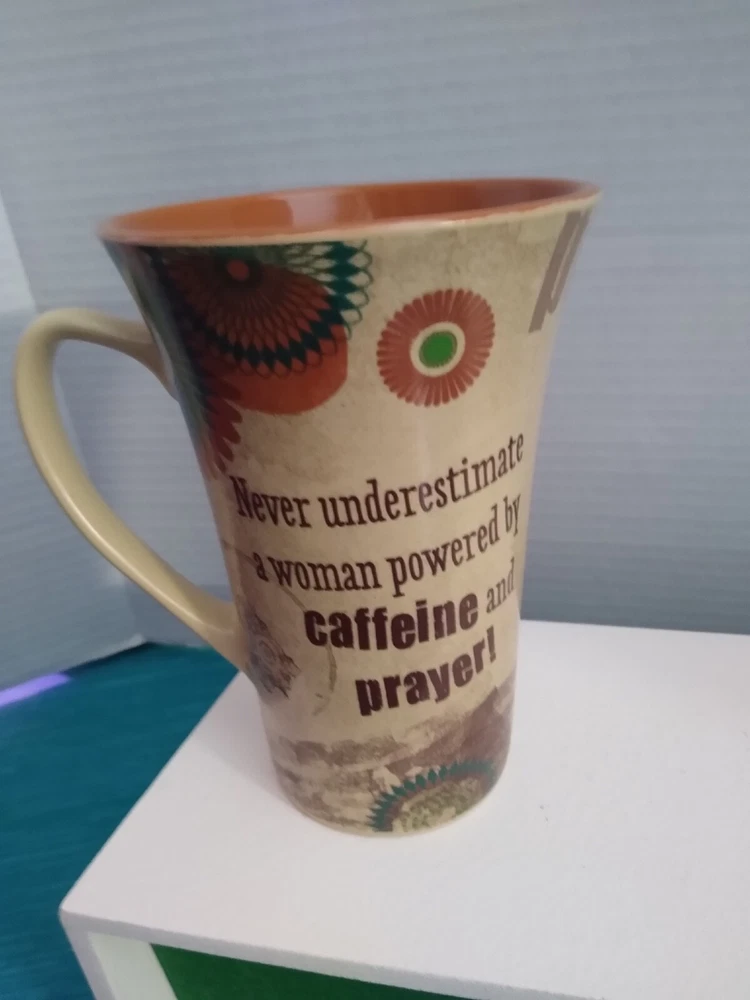 Never underestimate
a woman powered by
caffeine and
prayer!